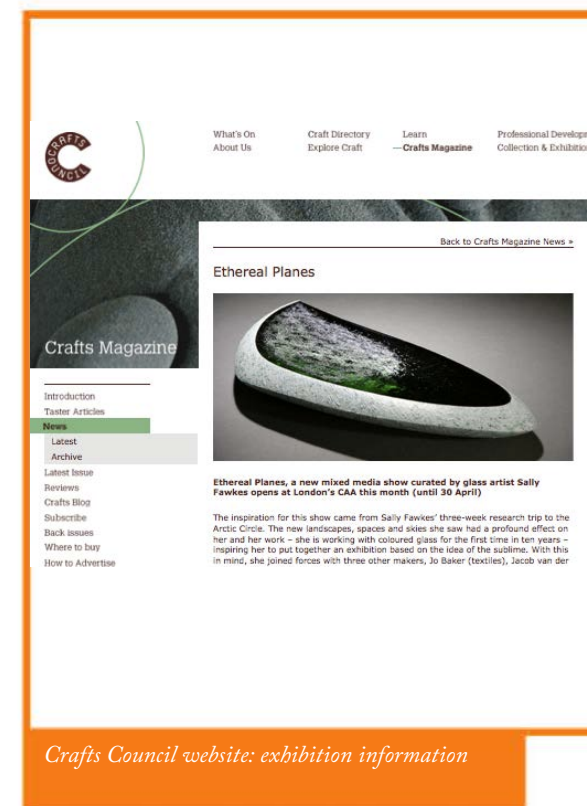 CRAFTS COUNCIL
What's On Craft Directory Learn Professional
About Us Explore Craft Crafts Magazine Collection &
Back to Crafts Magazine News »
Ethereal Planes
Crafts Magazine
Introduction
Taster Articles
News
Latest
Archive
Latest Issue
Reviews
Crafts Blog
Subscribe
Back issues
Where to buy
How to Advertise
Ethereal Planes, a new mixed media show curated by glass artist Sally
Fawkes opens at London's CAA this month (until 30 April)
The inspiration for this show came from Sally Fawkes' three-week research trip to the
Arctic Circle. The new landscapes, spaces and skies she saw had a profound effect on
her and her work – she is working with coloured glass for the first time in ten years –
inspiring her to put together an exhibition based on the idea of the sublime. With this
in mind, she joined forces with three other makers, Jo Baker (textiles), Jacob van der
Crafts Council website: exhibition information